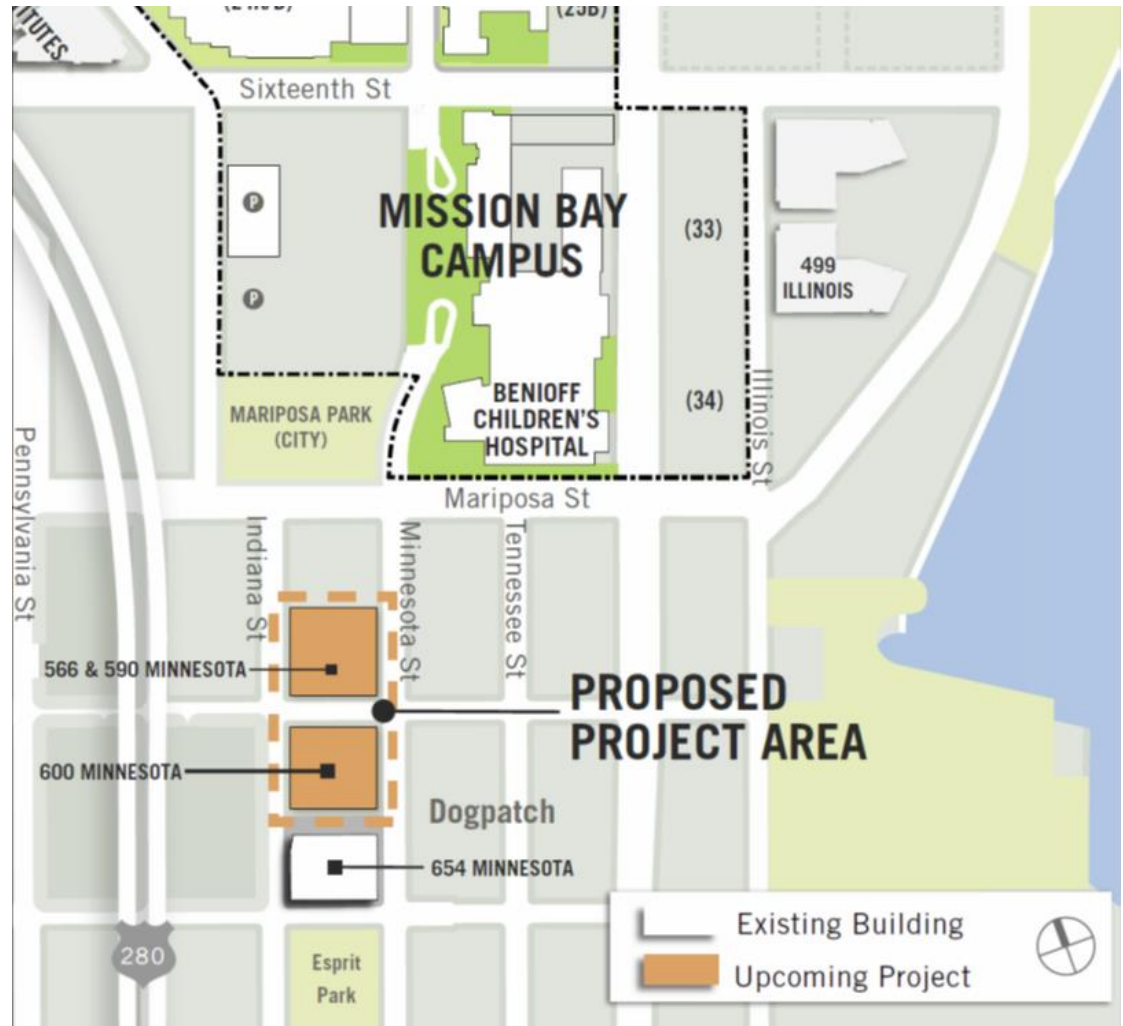 TITUTES
(25B)
Sixteenth St
P
P
MISSION BAY
CAMPUS
(33)
499
ILLINOIS
(34)
MARIPOSA PARK
(CITY)
BENIOFF
CHILDREN'S
HOSPITAL
Illinois St
Pennsylvania St
Mariposa St
Indiana St
Minnesota St
Tennessee St
566 & 590 MINNESOTA
PROPOSED
PROJECT AREA
600 MINNESOTA
Dogpatch
654 MINNESOTA
280
Esprit
Park
Existing Building
Upcoming Project